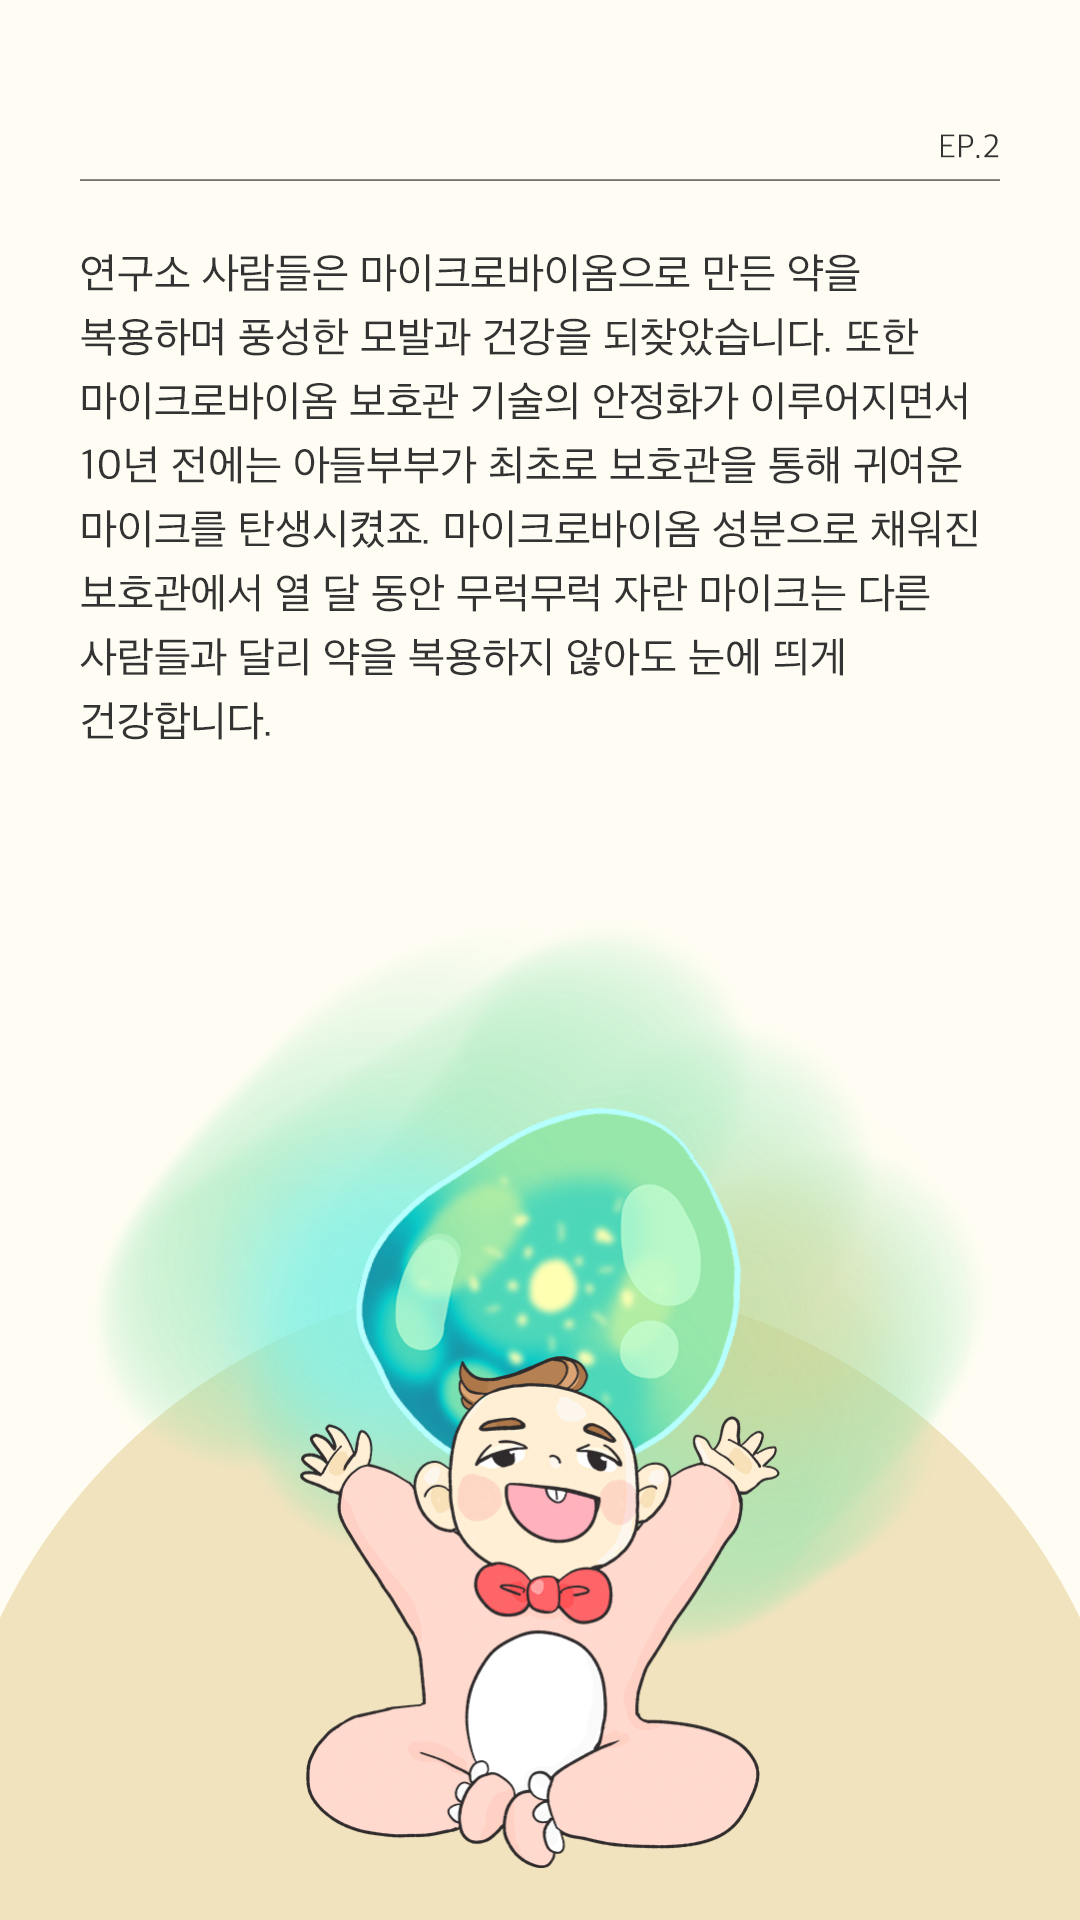 EP.2
연구소 사람들은 마이크로바이옴으로 만든 약을
복용하며 풍성한 모발과 건강을 되찾았습니다. 또한
마이크로바이옴 보호관 기술의 안정화가 이루어지면서
10년 전에는 아들부부가 최초로 보호관을 통해 귀여운
마이크를 탄생시켰죠. 마이크로바이옴 성분으로 채워진
보호관에서 열 달 동안 무럭무럭 자란 마이크는 다른
사람들과 달리 약을 복용하지 않아도 눈에 띄게
건강합니다.